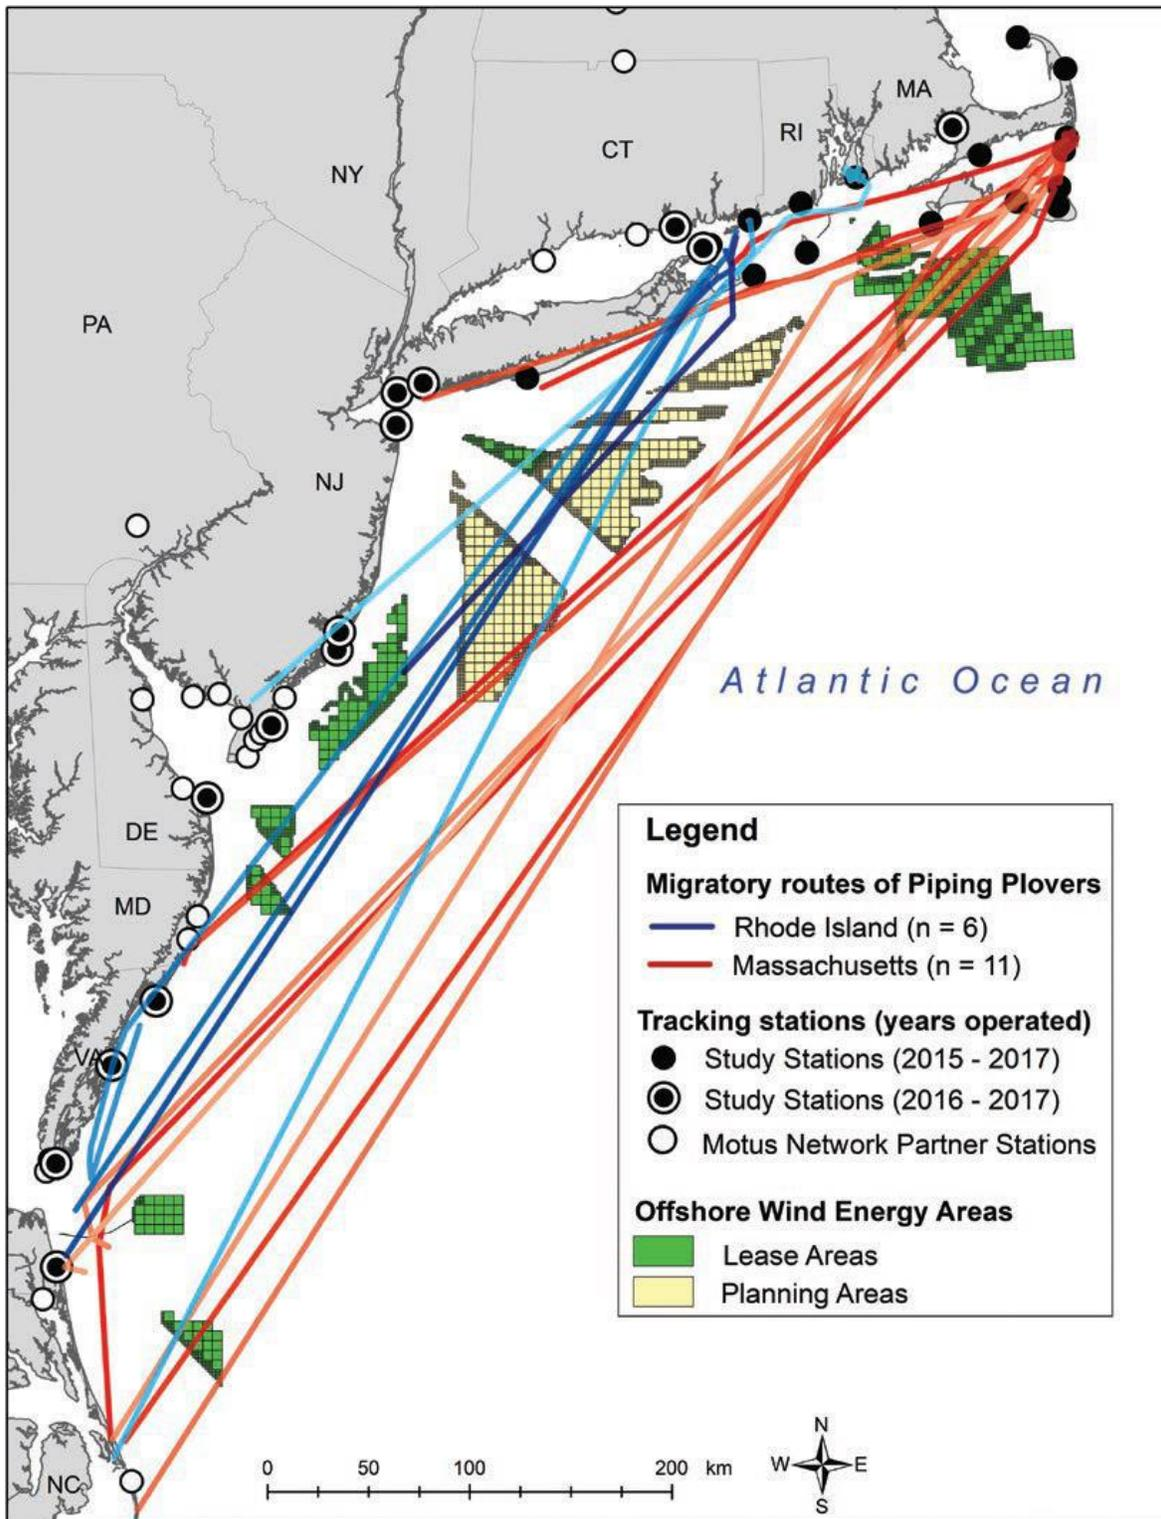 MA
RI
CT
NY
PA
NJ
Atlantic Ocean
DE
MD
VA
NC
Legend
Migratory routes of Piping Plovers
Rhode Island (n = 6)
Massachusetts (n = 11)
Tracking stations (years operated)
Study Stations (2015 - 2017)
Study Stations (2016 - 2017)
Motus Network Partner Stations
Offshore Wind Energy Areas
Lease Areas
Planning Areas
0 50 100 200 km
N
W E
S